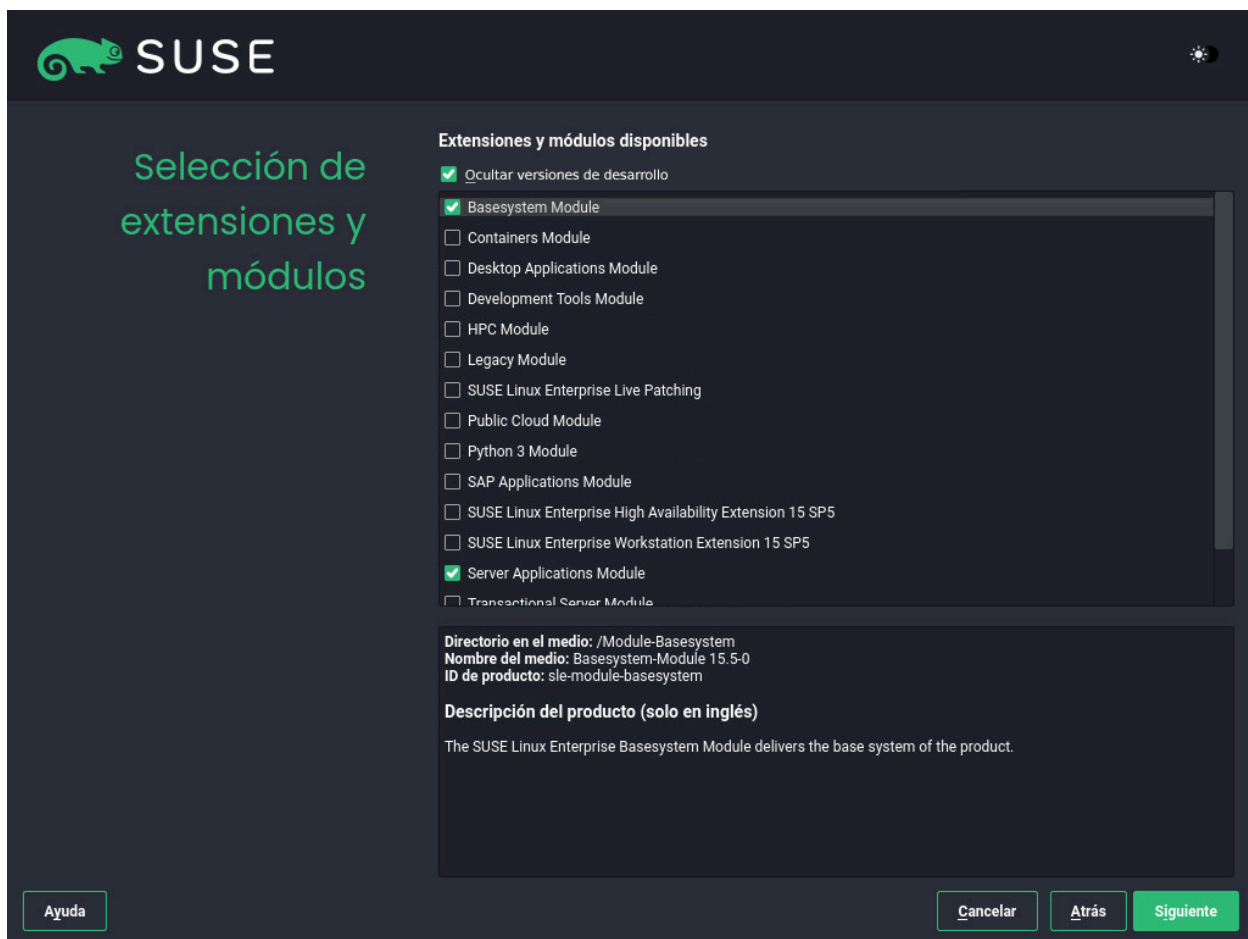 SUSE
Selección de
extensiones y
módulos
Extensiones y módulos disponibles
Ocultar versiones de desarrollo
Basesystem Module
Containers Module
Desktop Applications Module
Development Tools Module
HPC Module
Legacy Module
SUSE Linux Enterprise Live Patching
Public Cloud Module
Python 3 Module
SAP Applications Module
SUSE Linux Enterprise High Availability Extension 15 SP5
SUSE Linux Enterprise Workstation Extension 15 SP5
Server Applications Module
Transactional Server Module
Directorio en el medio: /Module-Basesystem
Nombre del medio: Basesystem-Module 15.5-0
ID de producto: sle-module-basesystem
Descripción del producto (solo en inglés)
The SUSE Linux Enterprise Basesystem Module delivers the base system of the product.
Ayuda
Cancelar
Atrás
Siguiente